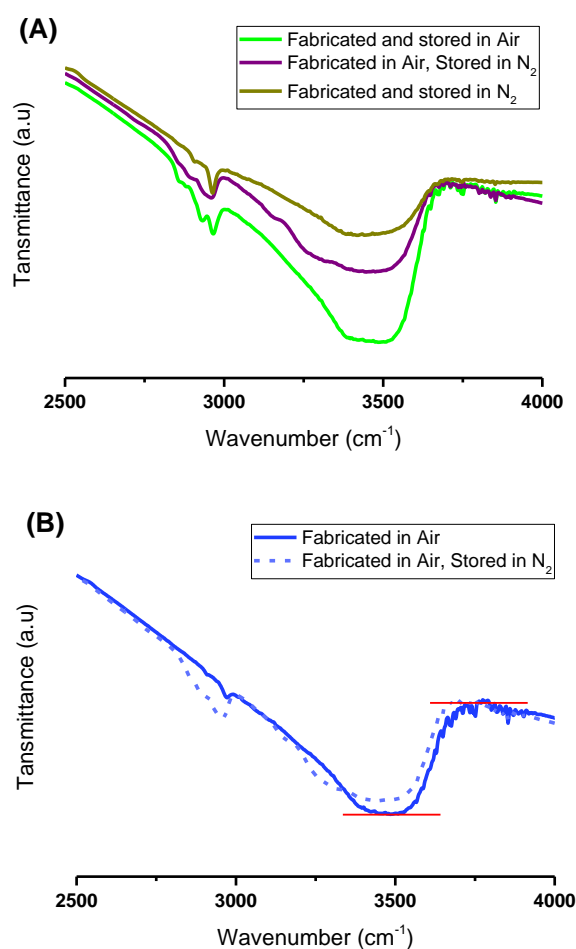 (A)
Fabricated and stored in Air
Fabricated in Air, Stored in N₂
Fabricated and stored in N₂
Tansmittance (a.u)
2500 3000 3500 4000
Wavenumber (cm⁻¹)
(B)
Fabricated in Air
Fabricated in Air, Stored in N₂
Tansmittance (a.u)
2500 3000 3500 4000
Wavenumber (cm⁻¹)